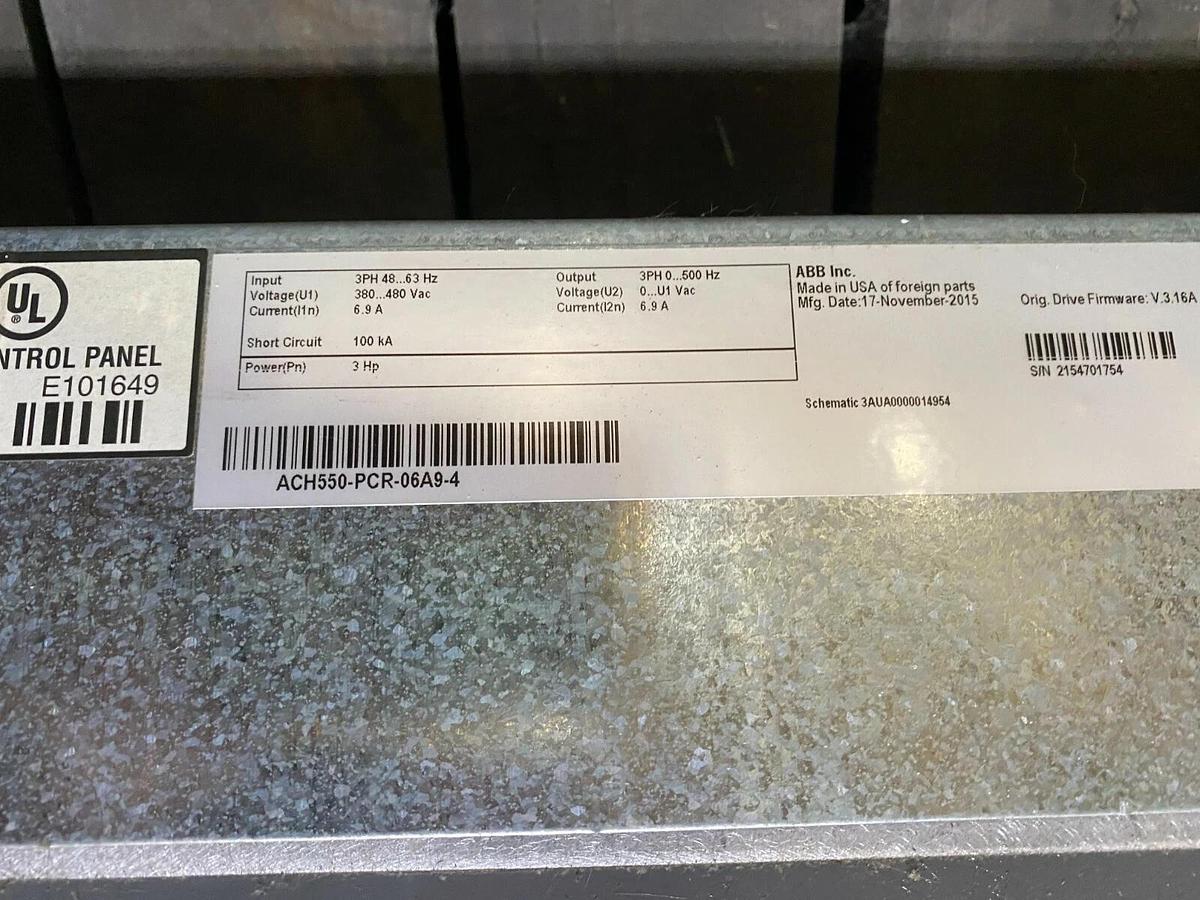 UL
®
NTROL PANEL
E101649
Input 3PH 48...63 Hz Output 3PH 0...500 Hz
Voltage(U1) 380...480 Vac Voltage(U2) 0...U1 Vac
Current(I1n) 6.9 A Current(I2n) 6.9 A
Short Circuit 100 kA
Power(Pn) 3 Hp
ACH550-PCR-06A9-4
ABB Inc.
Made in USA of foreign parts
Mfg. Date:17-November-2015
Orig. Drive Firmware: V.3.16A
S/N 2154701754
Schematic 3AUA0000014954